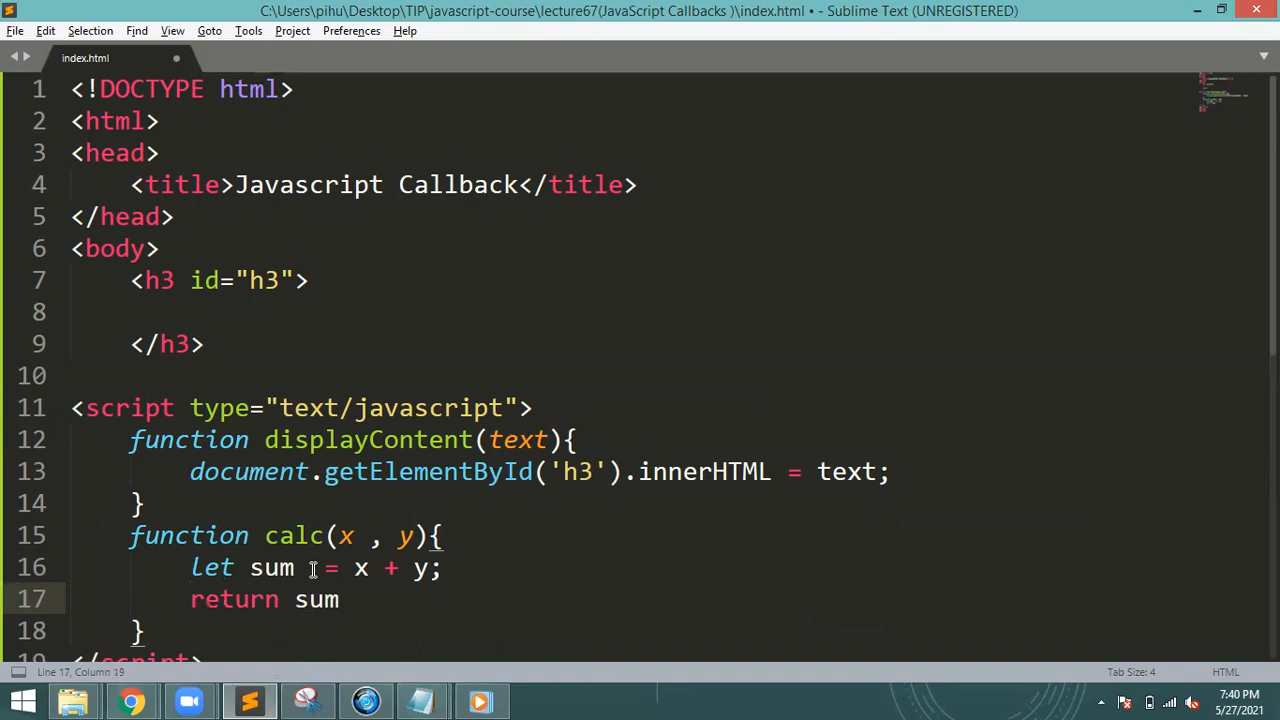 C:\Users\pihu\Desktop\TIP\javascript-course\lecture67(JavaScript Callbacks )\index.html • - Sublime Text (UNREGISTERED)
File Edit Selection Find View Goto Tools Project Preferences Help
index.html
1 <!DOCTYPE html>
2 <html>
3 <head>
4 <title>Javascript Callback</title>
5 </head>
6 <body>
7 <h3 id="h3">
8
9 </h3>
10
11 <script type="text/javascript">
12 function displayContent(text){
13 document.getElementById('h3').innerHTML = text;
14 }
15 function calc(x , y){
16 let sum = x + y;
17 return sum
18 }
19 </script>
Line 17, Column 19 Tab Size: 4 HTML
7:40 PM
5/27/2021